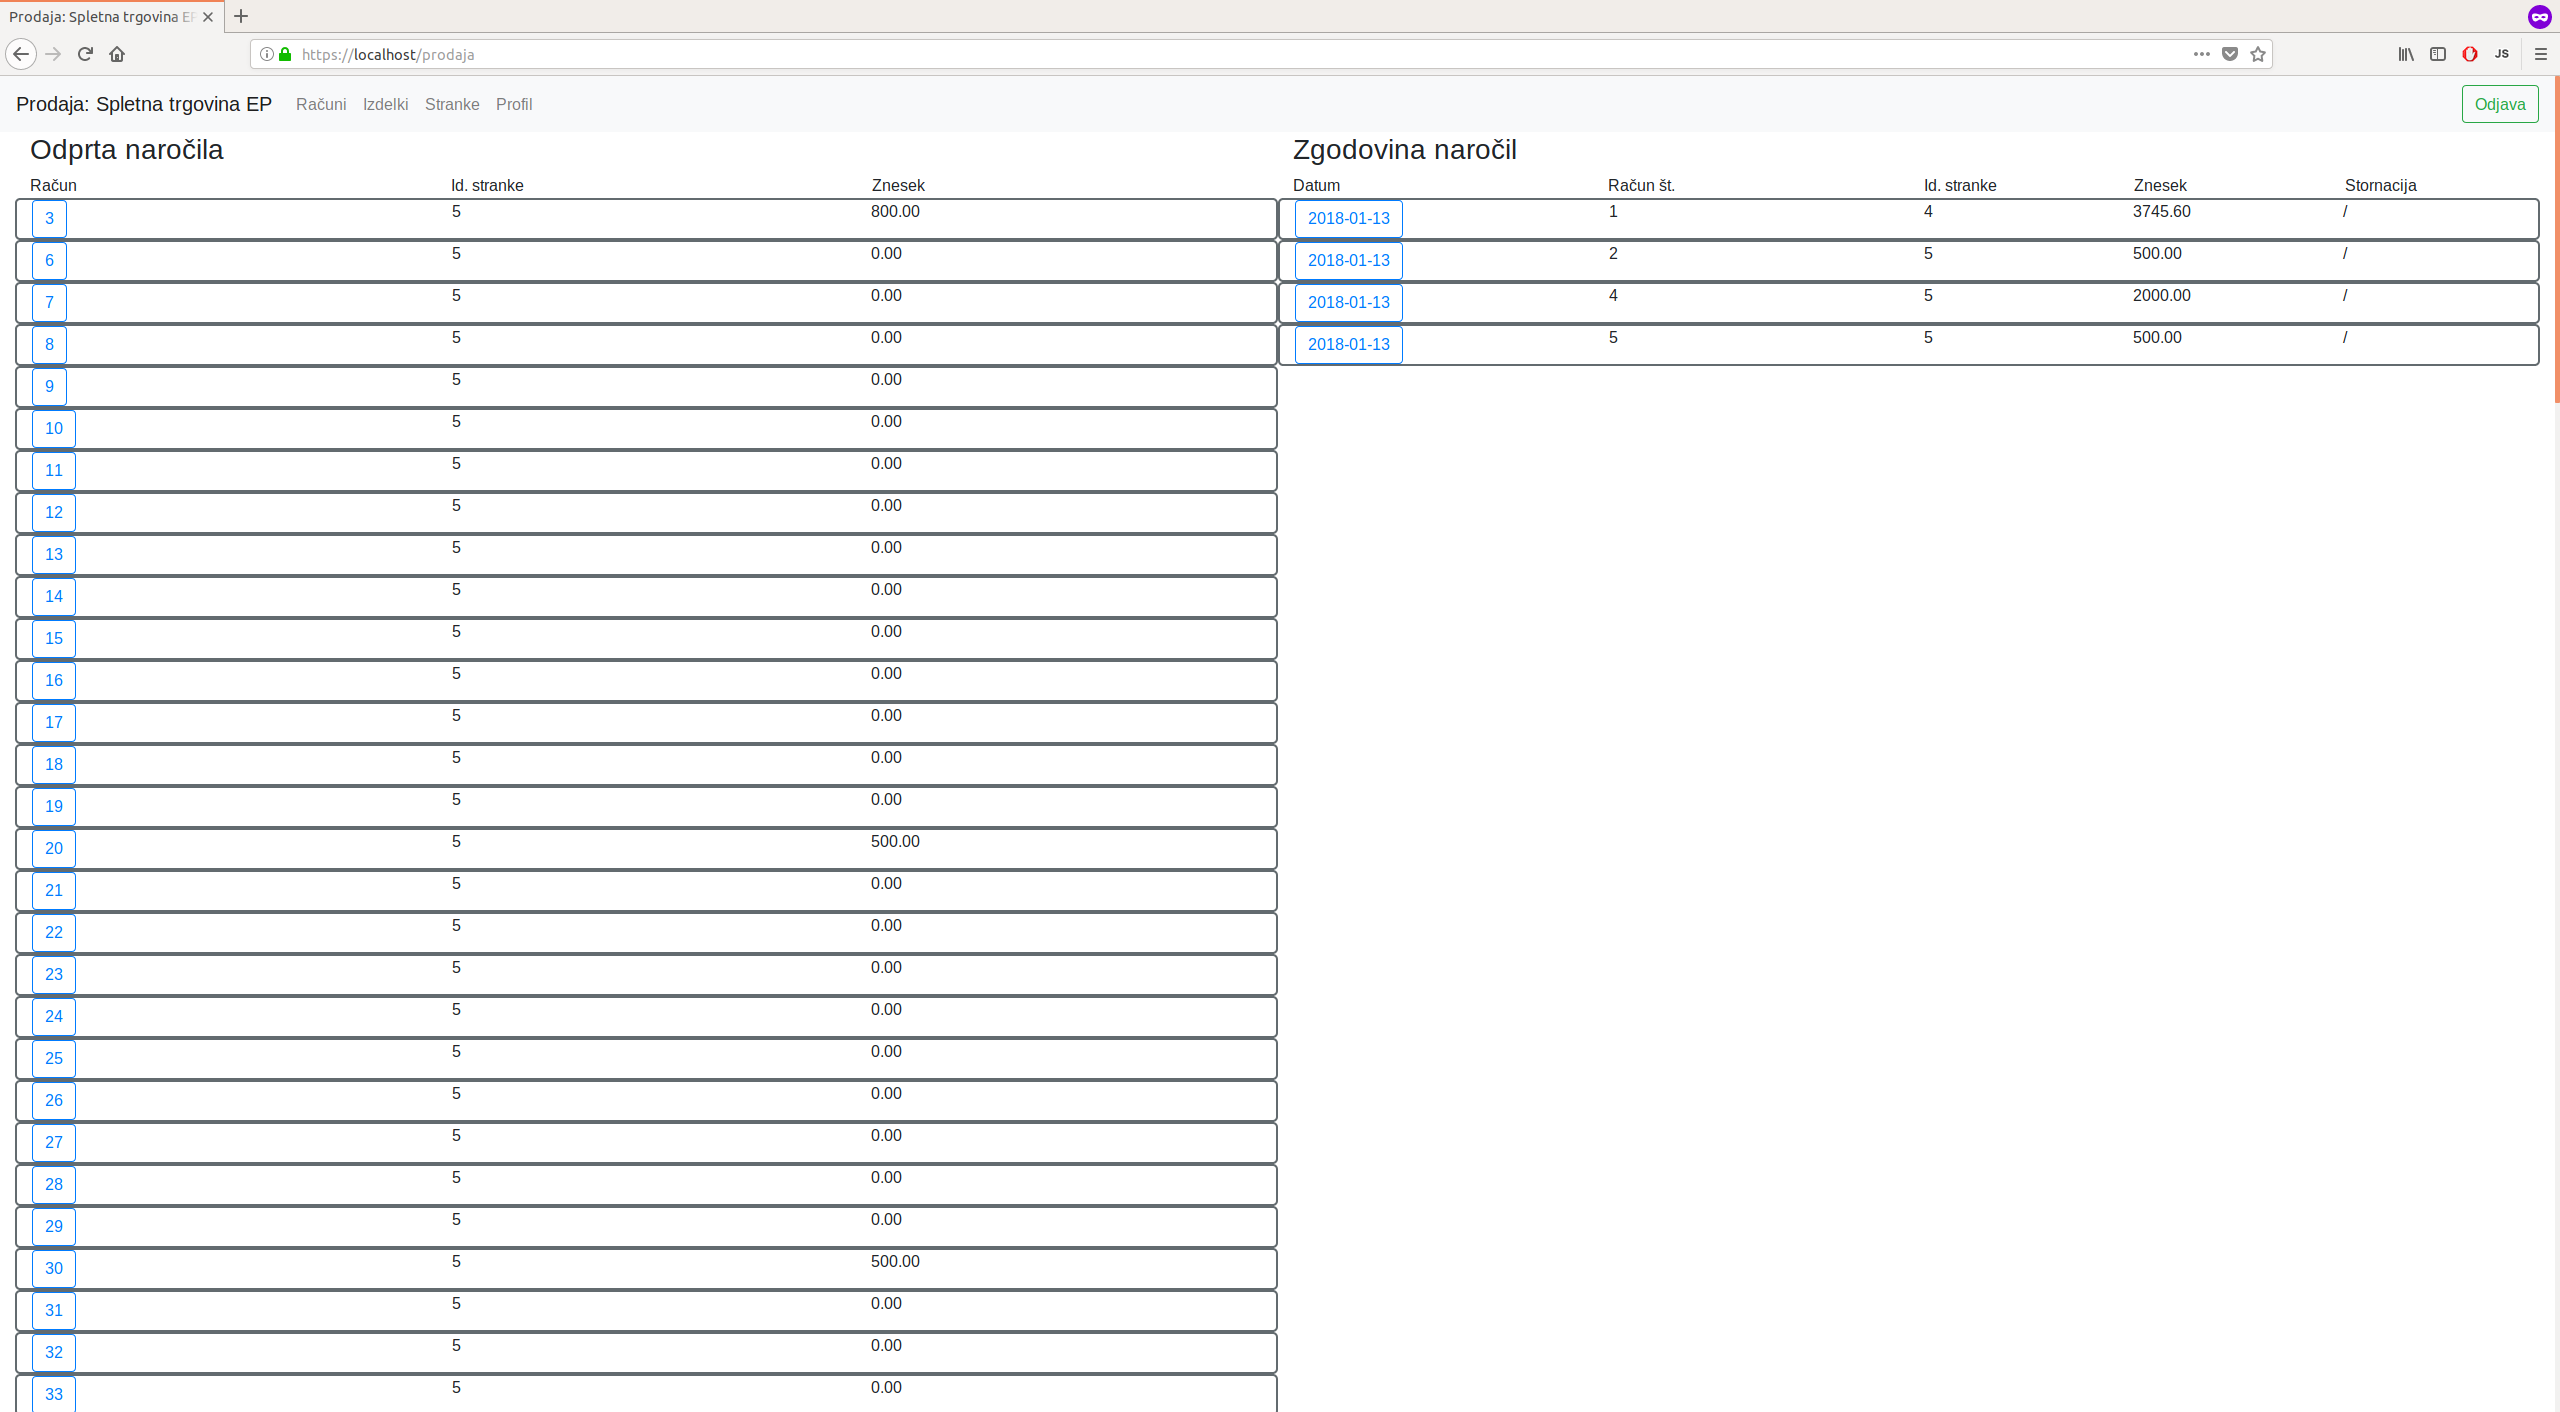 Prodaja: Spletna trgovina EP
https://localhost/prodaja
JS
Prodaja: Spletna trgovina EP Računi Izdelki Stranke Profil Odjava
Odprta naročila
Račun Id. stranke Znesek
3 5 800.00
6 5 0.00
7 5 0.00
8 5 0.00
9 5 0.00
10 5 0.00
11 5 0.00
12 5 0.00
13 5 0.00
14 5 0.00
15 5 0.00
16 5 0.00
17 5 0.00
18 5 0.00
19 5 0.00
20 5 500.00
21 5 0.00
22 5 0.00
23 5 0.00
24 5 0.00
25 5 0.00
26 5 0.00
27 5 0.00
28 5 0.00
29 5 0.00
30 5 500.00
31 5 0.00
32 5 0.00
33 5 0.00
Zgodovina naročil
Datum Račun št. Id. stranke Znesek Stornacija
2018-01-13 1 4 3745.60 /
2018-01-13 2 5 500.00 /
2018-01-13 4 5 2000.00 /
2018-01-13 5 5 500.00 /